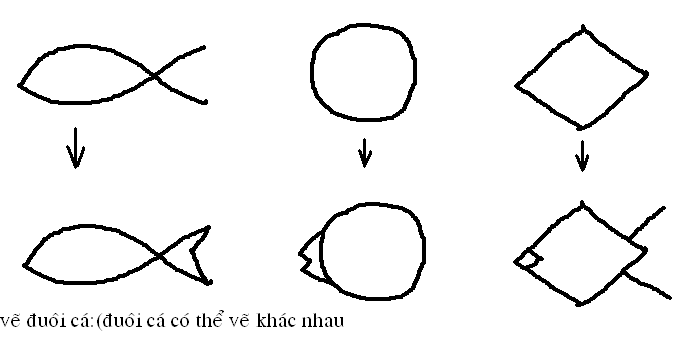 vẽ đuôi cá:(đuôi cá có thể vẽ khác nhau